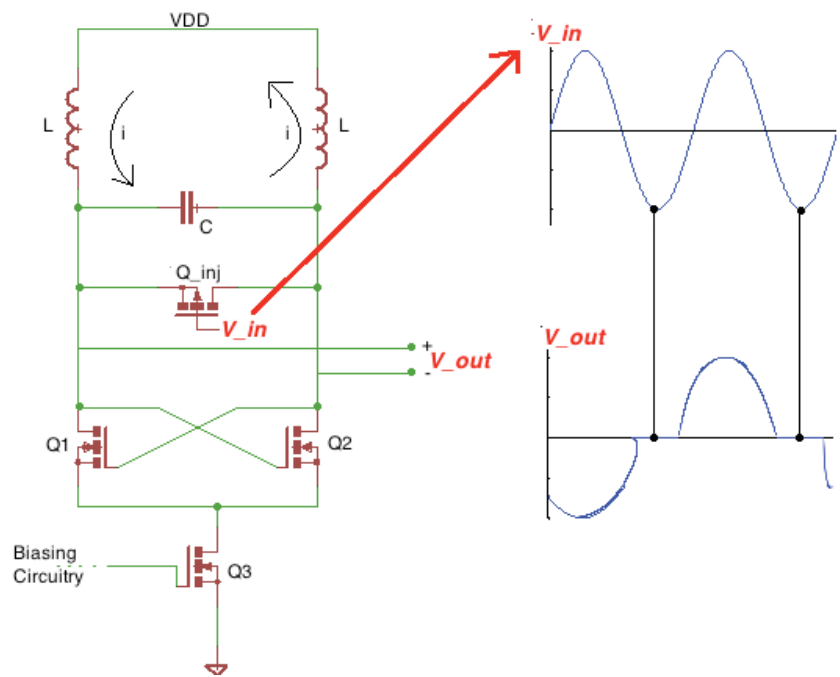 VDD
-V_in
L
i
i
L
C
Q_inj
V_in
+
V_out
-
V_out
Q1
Q2
Biasing
Circuitry
Q3